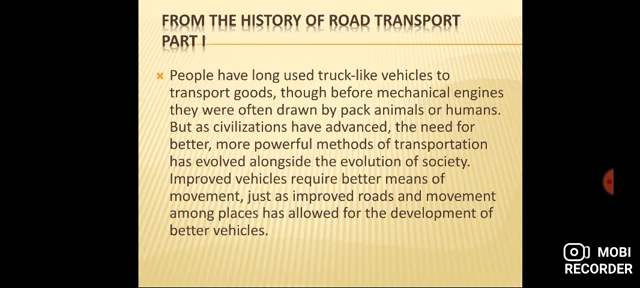 FROM THE HISTORY OF ROAD TRANSPORT
PART I
People have long used truck-like vehicles to
transport goods, though before mechanical engines
they were often drawn by pack animals or humans.
But as civilizations have advanced, the need for
better, more powerful methods of transportation
has evolved alongside the evolution of society.
Improved vehicles require better means of
movement, just as improved roads and movement
among places has allowed for the development of
better vehicles.
MOBI
RECORDER